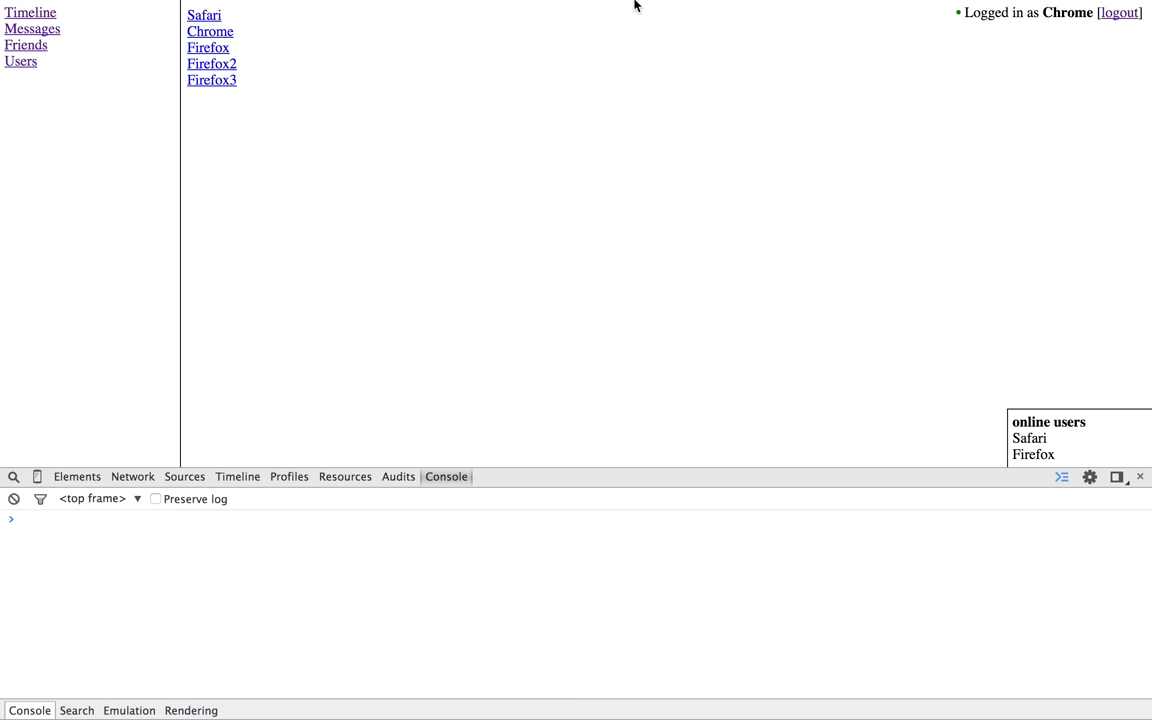 Timeline
Messages
Friends
Users
Safari
Chrome
Firefox
Firefox2
Firefox3
• Logged in as Chrome [logout]
online users
Safari
Firefox
Elements Network Sources Timeline Profiles Resources Audits Console
<top frame> ▼ Preserve log
Console Search Emulation Rendering